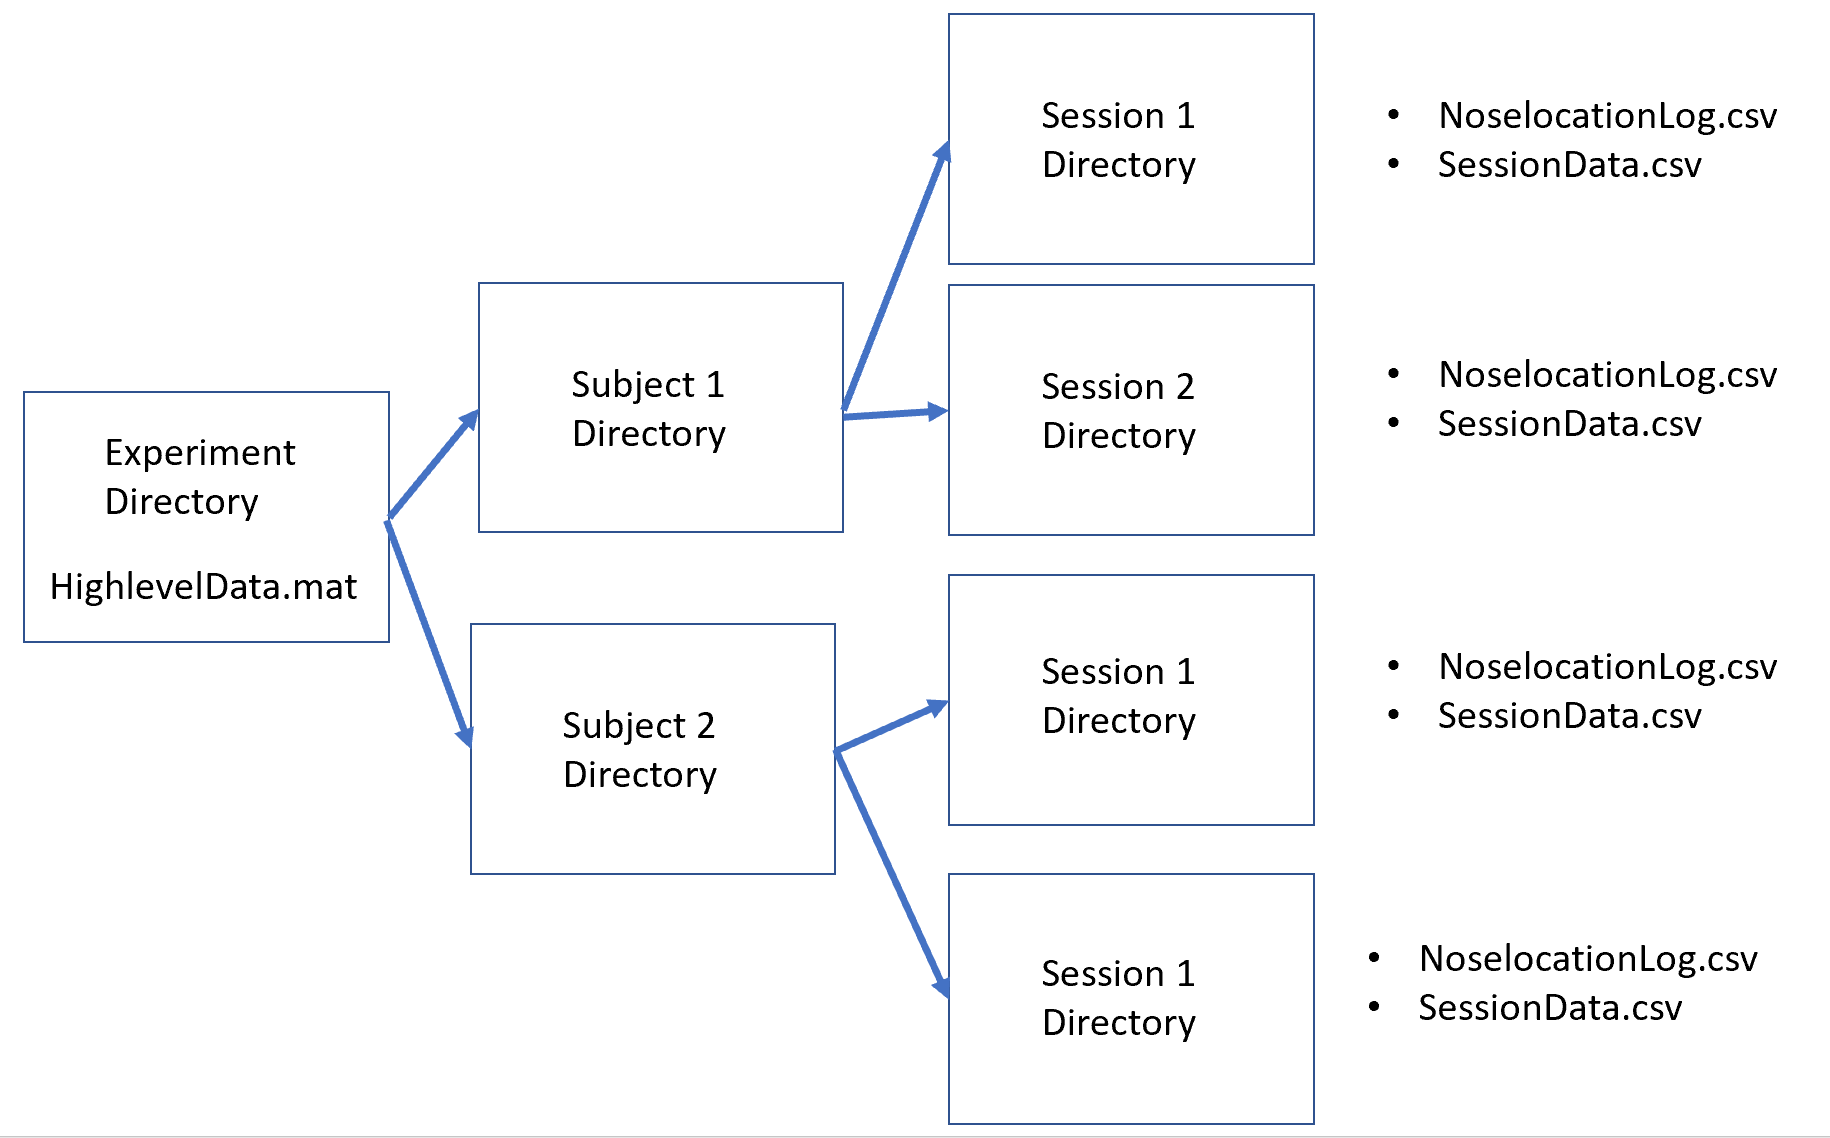 Experiment
Directory
HighlevelData.mat
Subject 1
Directory
Subject 2
Directory
Session 1
Directory
• NoselocationLog.csv
• SessionData.csv
Session 2
Directory
• NoselocationLog.csv
• SessionData.csv
Session 1
Directory
• NoselocationLog.csv
• SessionData.csv
Session 1
Directory
• NoselocationLog.csv
• SessionData.csv